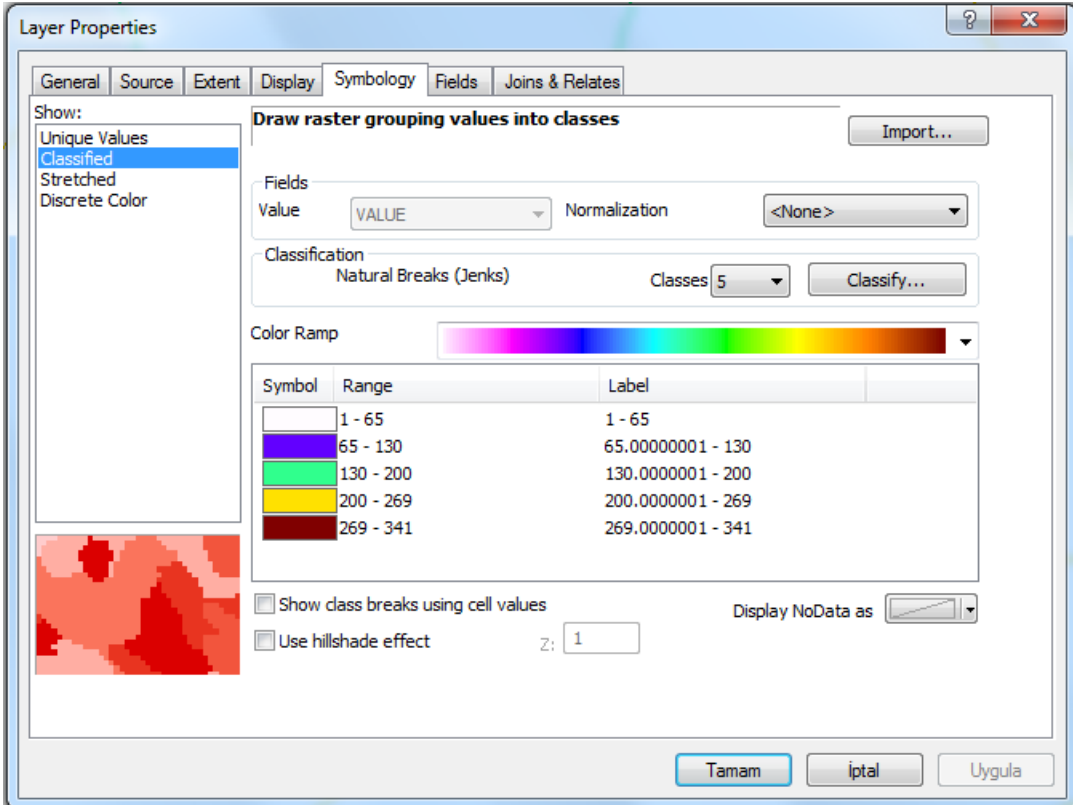 Layer Properties
General Source Extent Display Symbology Fields Joins & Relates
Show:
Unique Values
Classified
Stretched
Discrete Color
Draw raster grouping values into classes
Import...
Fields
Value VALUE Normalization <None>
Classification
Natural Breaks (Jenks) Classes 5 Classify...
Color Ramp
Symbol Range Label
1 - 65 1 - 65
65 - 130 65.00000001 - 130
130 - 200 130.0000001 - 200
200 - 269 200.0000001 - 269
269 - 341 269.0000001 - 341
Show class breaks using cell values
Display NoData as
Use hillshade effect Z: 1
Tamam İptal Uygula